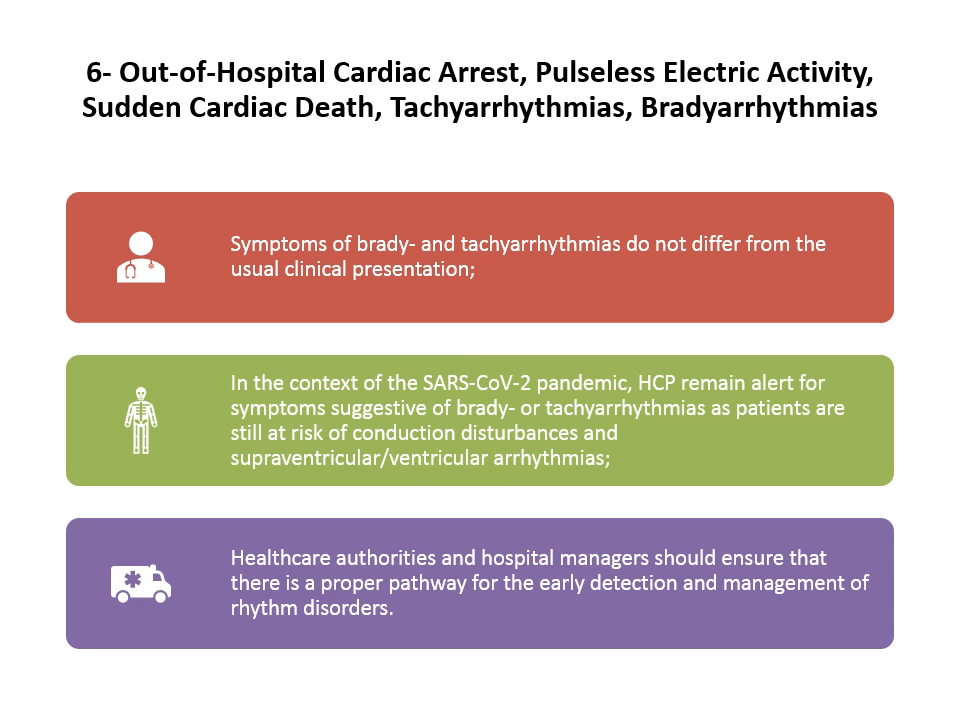 6- Out-of-Hospital Cardiac Arrest, Pulseless Electric Activity,
Sudden Cardiac Death, Tachyarrhythmias, Bradyarrhythmias
Symptoms of brady- and tachyarrhythmias do not differ from the
usual clinical presentation;
In the context of the SARS-CoV-2 pandemic, HCP remain alert for
symptoms suggestive of brady- or tachyarrhythmias as patients are
still at risk of conduction disturbances and
supraventricular/ventricular arrhythmias;
Healthcare authorities and hospital managers should ensure that
there is a proper pathway for the early detection and management of
rhythm disorders.